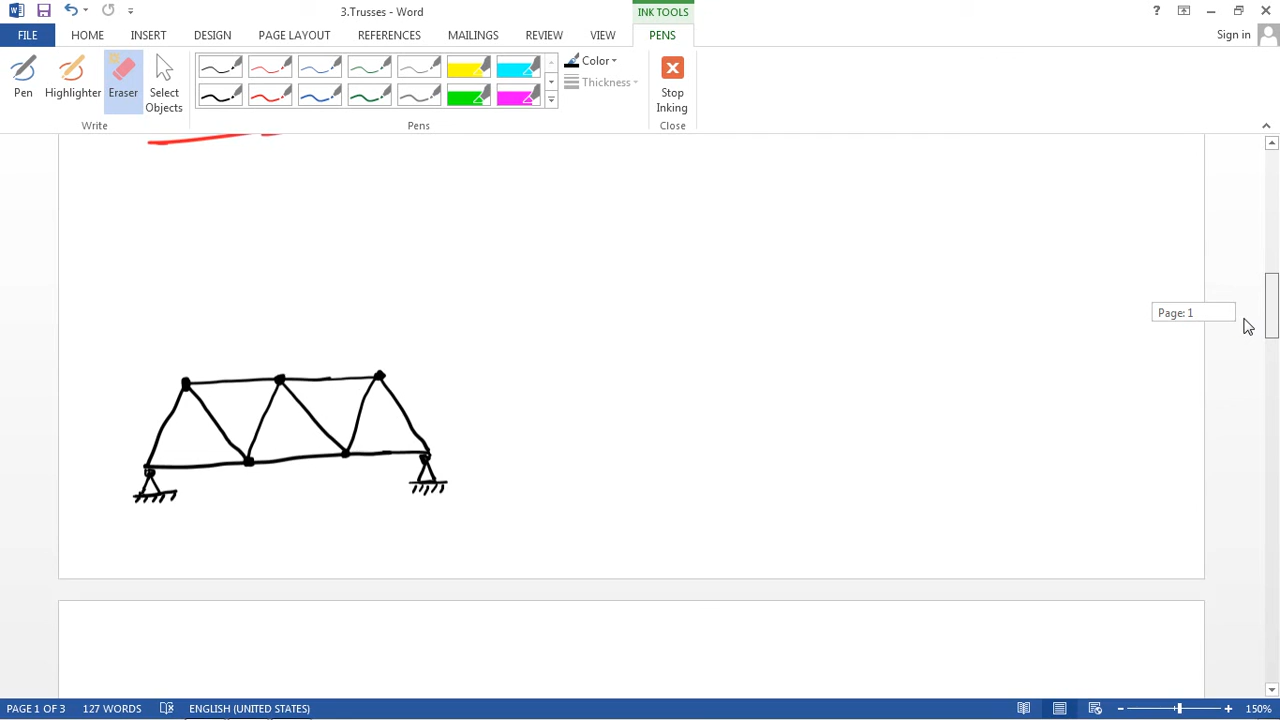 3.Trusses - Word
INK TOOLS
?
FILE
HOME
INSERT
DESIGN
PAGE LAYOUT
REFERENCES
MAILINGS
REVIEW
VIEW
PENS
Sign in
Pen
Highlighter
Eraser
Select
Objects
Color
Thickness
Stop
Inking
Write
Pens
Close
Page: 1
PAGE 1 OF 3
127 WORDS
ENGLISH (UNITED STATES)
150%